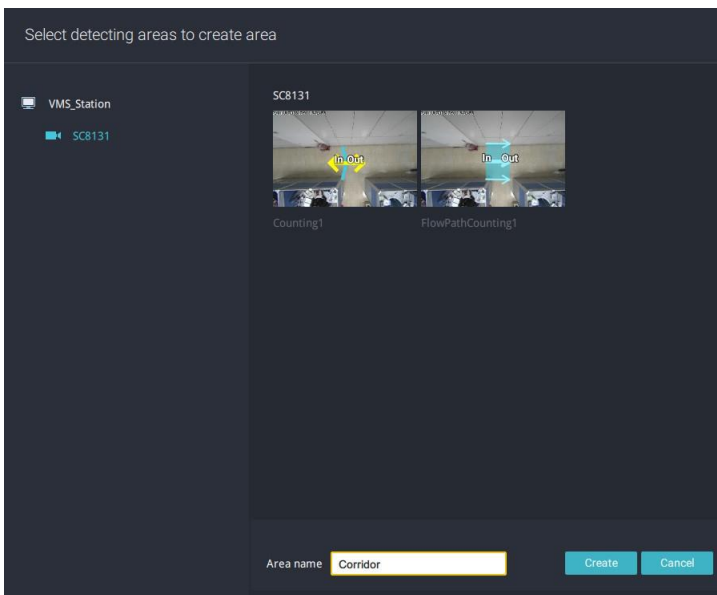 Select detecting areas to create area
VMS_Station
SC8131
SC8131
In Out
In Out
Counting1
FlowPathCounting1
Area name Corridor Create Cancel